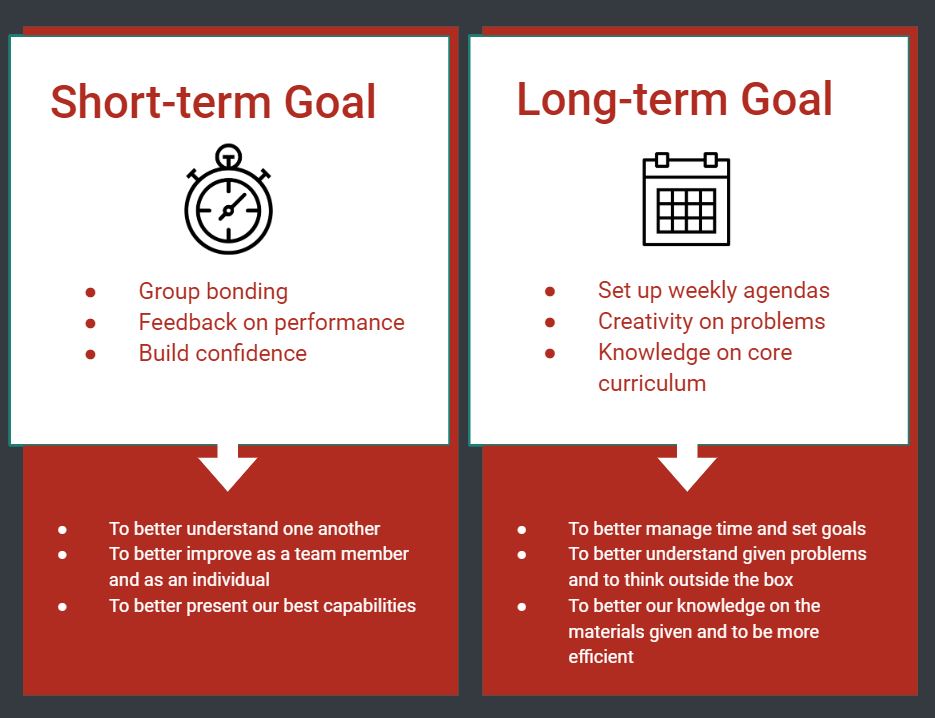 Short-term Goal
● Group bonding
● Feedback on performance
● Build confidence
● To better understand one another
● To better improve as a team member
and as an individual
● To better present our best capabilities
Long-term Goal
● Set up weekly agendas
● Creativity on problems
● Knowledge on core
curriculum
● To better manage time and set goals
● To better understand given problems
and to think outside the box
● To better our knowledge on the
materials given and to be more
efficient